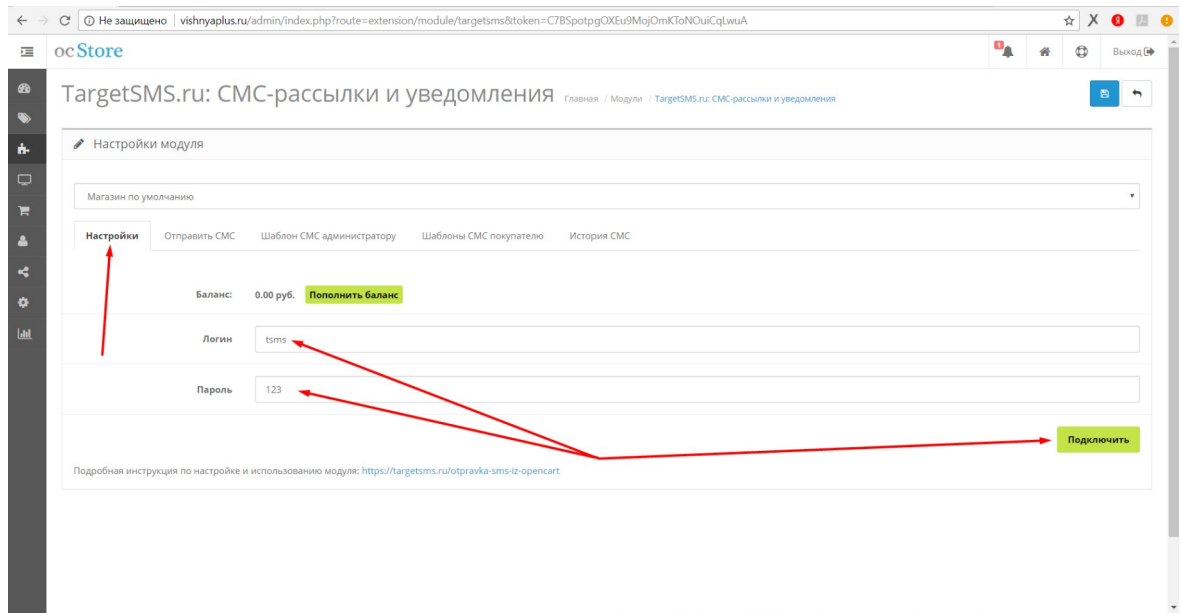 Не защищено | vishnyaplus.ru/admin/index.php?route=extension/module/targetsms&token=C7BSpotpgOXEu9MojOmKToNOuiCqLwuA
ocStore
1
Выход
TargetSMS.ru: СМС-рассылки и уведомления Главная / Модули / TargetSMS.ru: СМС-рассылки и уведомления
Настройки модуля
Магазин по умолчанию
Настройки Отправить СМС Шаблон СМС администратору Шаблоны СМС покупателю История СМС
Баланс: 0.00 руб. Пополнить баланс
Логин tsms
Пароль 123
Подключить
Подробная инструкция по настройке и использованию модуля: https://targetsms.ru/otpravka-sms-iz-opencart